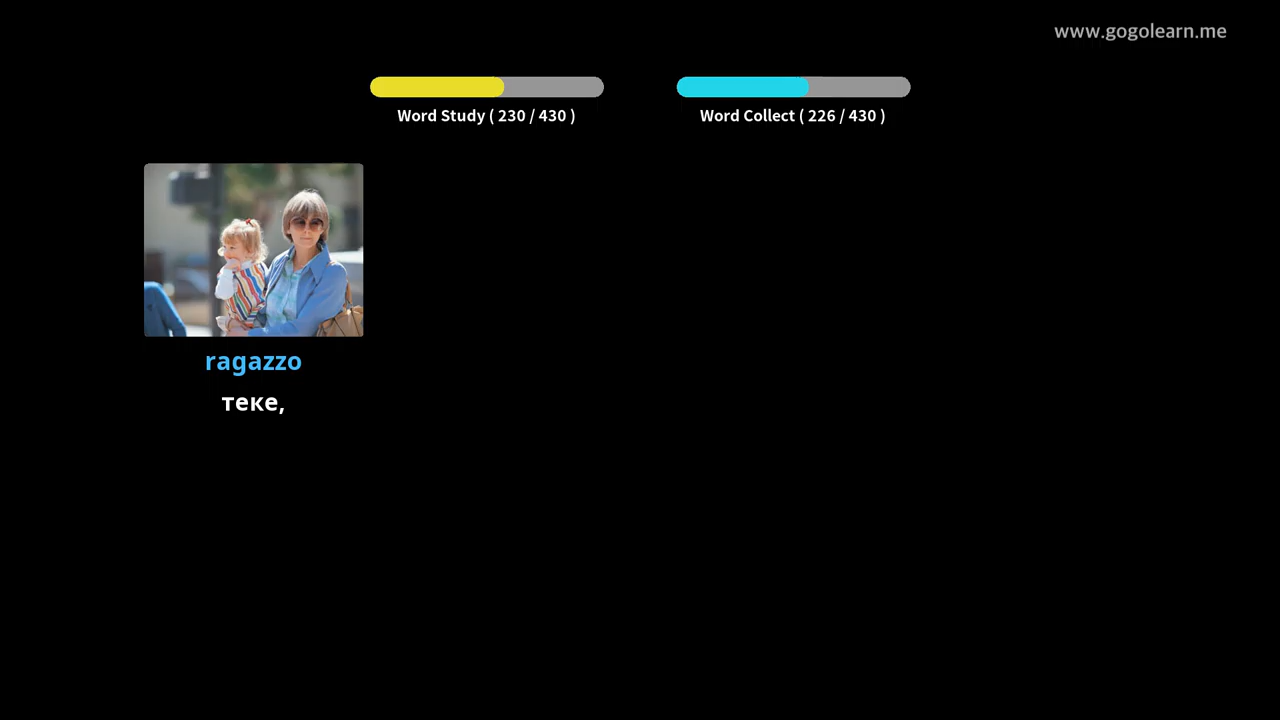 www.gogolearn.me
Word Study ( 230 / 430 )
Word Collect ( 226 / 430 )
ragazzo
теке,